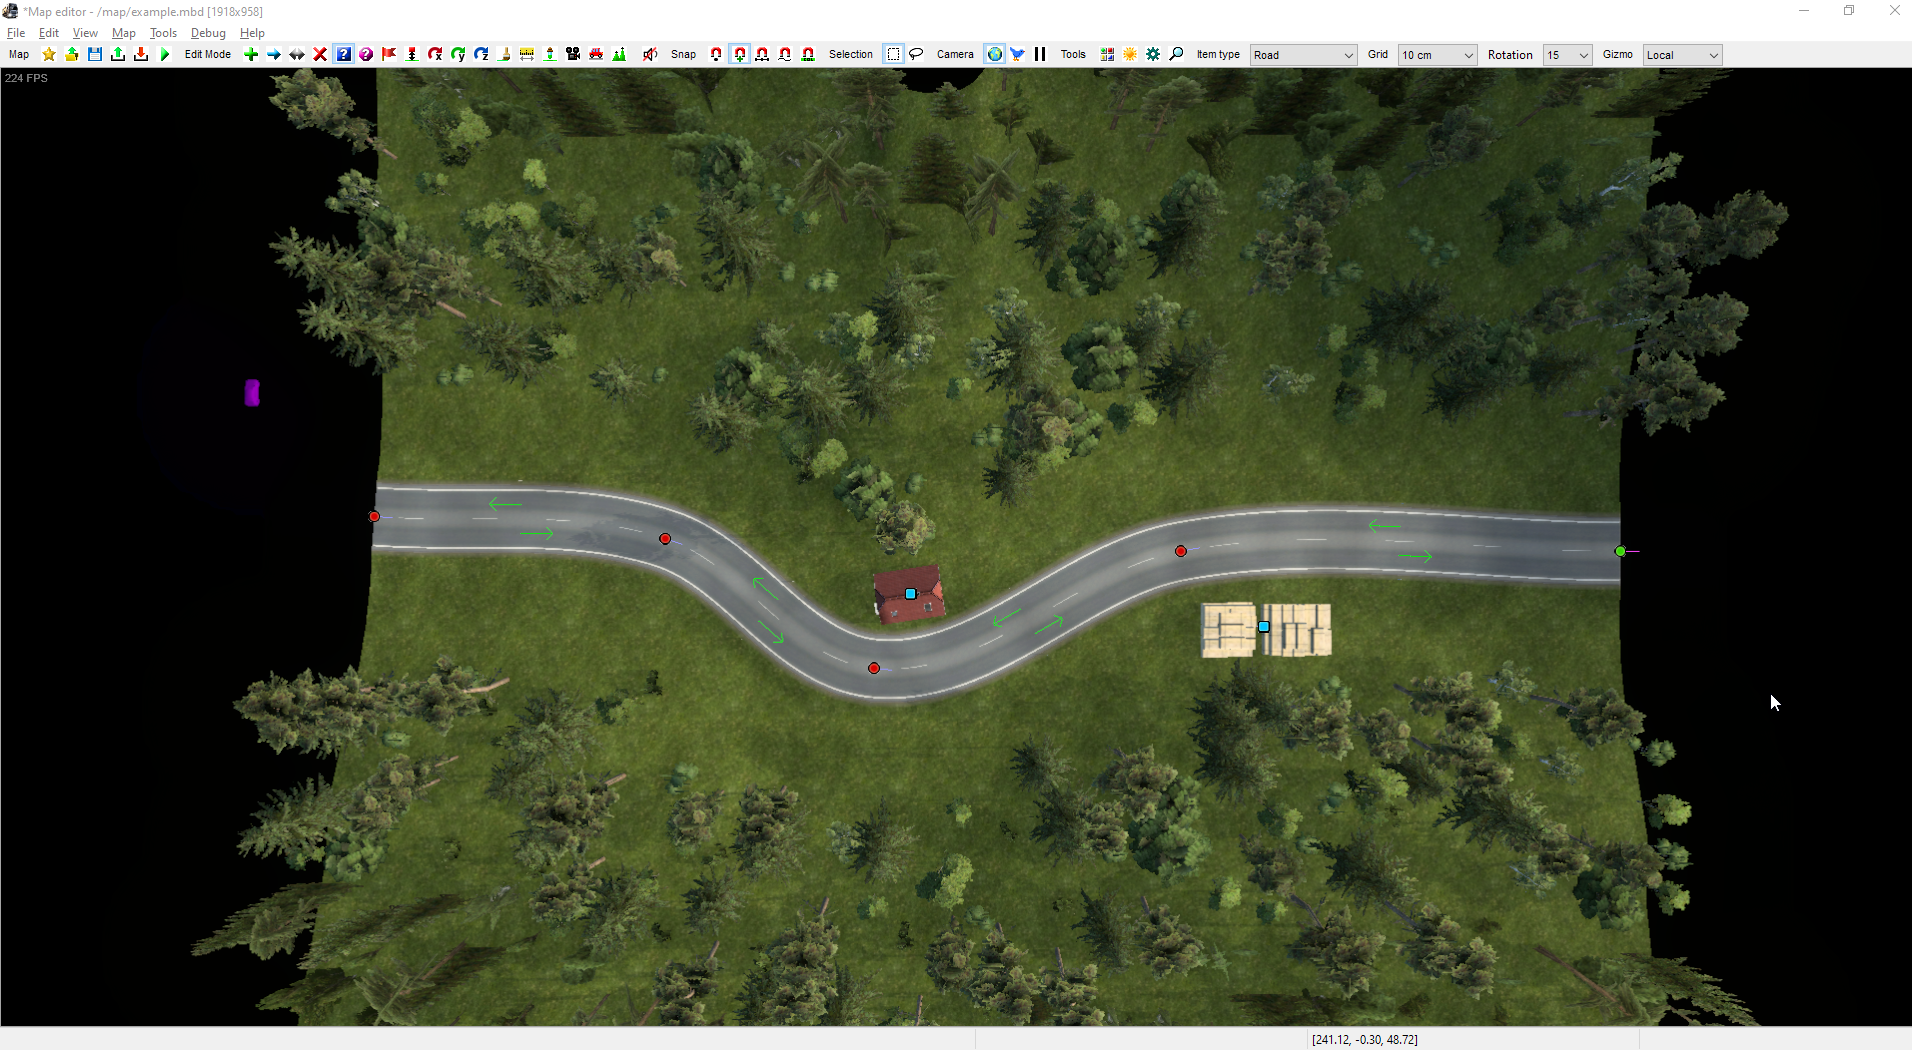 *Map editor - /map/example.mbd [1918x958]
File Edit View Map Tools Debug Help
Map Edit Mode Snap Selection Camera Tools Item type Road Grid 10 cm Rotation 15 Gizmo Local
224 FPS
[241.12, -0.30, 48.72]